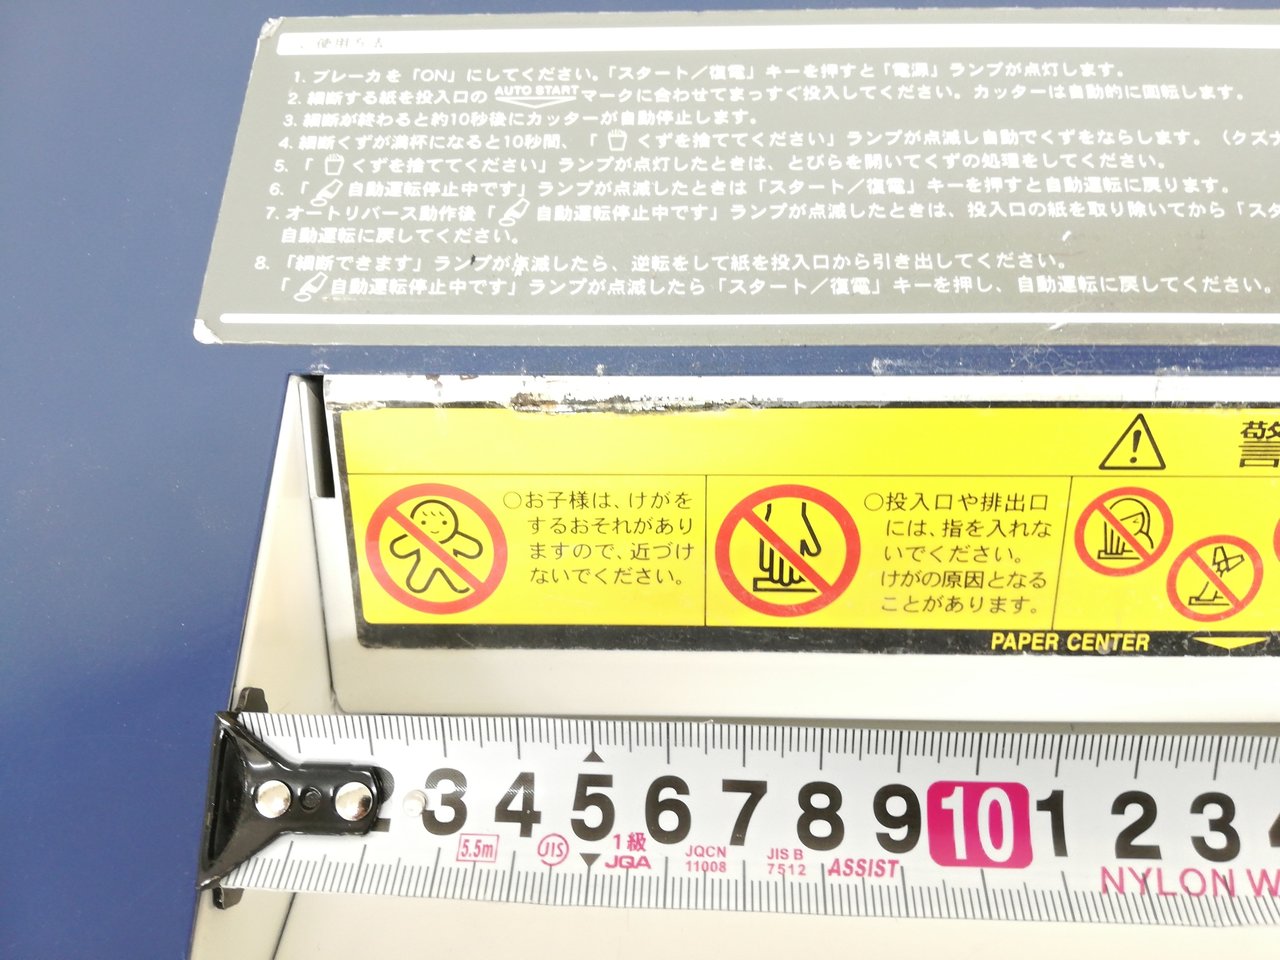 使用方法
1. ブレーカを「ON」にしてください。「スタート／復電」キーを押すと「電源」ランプが点灯します。
2. 細断する紙を投入口の AUTO START マークに合わせてまっすぐ投入してください。カッターは自動的に回転します。
3. 細断が終わると約10秒後にカッターが自動停止します。
4. 細断くずが満杯になると10秒間、「くずを捨ててください」ランプが点滅し自動でくずをならします。（クズナ
5. 「くずを捨ててください」ランプが点灯したときは、とびらを開いてくずの処理をしてください。
6. 「自動運転停止中です」ランプが点滅したときは「スタート／復電」キーを押すと自動運転に戻ります。
7. オートリバース動作後「自動運転停止中です」ランプが点滅したときは、投入口の紙を取り除いてから「スタ
自動運転に戻してください。
8. 「細断できます」ランプが点滅したら、逆転をして紙を投入口から引き出してください。
「自動運転停止中です」ランプが点滅したら「スタート／復電」キーを押し、自動運転に戻してください。
警
○お子様は、けがを
するおそれがあり
ますので、近づけ
ないでください。
○投入口や排出口
には、指を入れな
いでください。
けがの原因となる
ことがあります。
PAPER CENTER
2 3 4 5 6 7 8 9 10 1 2 3
5.5m JIS 1級 JQA JQCN 11008 JIS B 7512 ASSIST NYLON